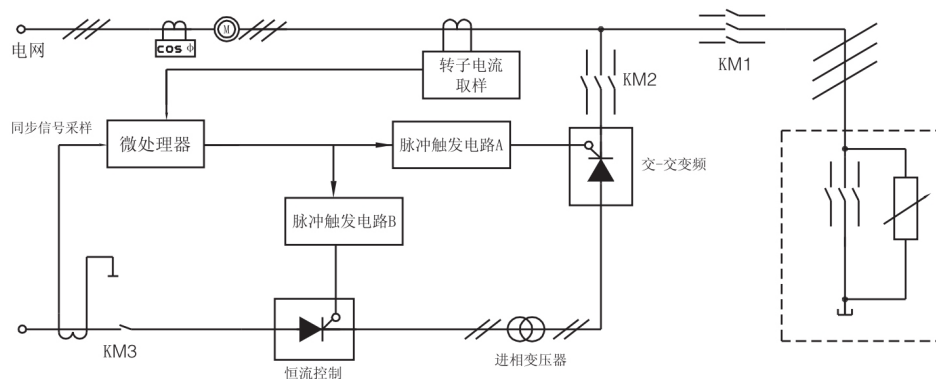 电网
cos Φ
M
转子电流
取样
KM1
KM2
同步信号采样
微处理器
脉冲触发电路A
交-交变频
脉冲触发电路B
KM3
恒流控制
进相变压器